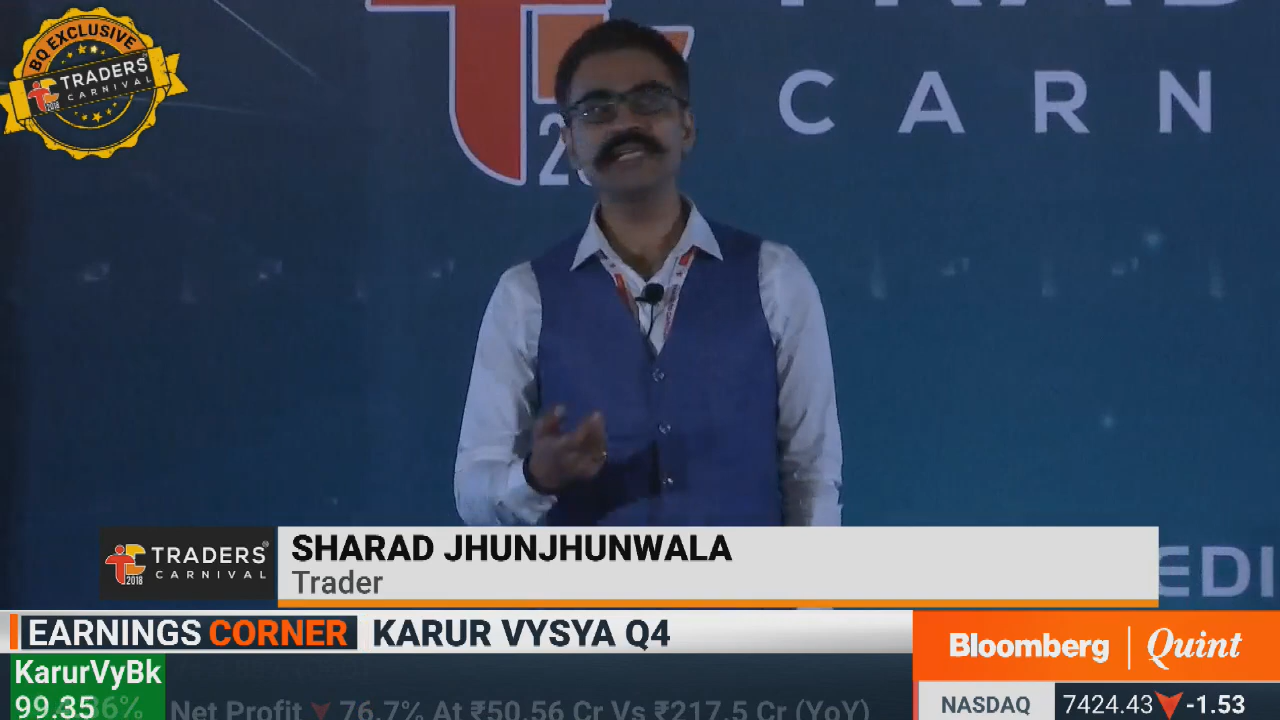 BQ EXCLUSIVE
TRADERS
CARNIVAL
2018
CARN
TRADERS
CARNIVAL
2018
SHARAD JHUNJHUNWALA
Trader
EDI
EARNINGS CORNER
KARUR VYSYA Q4
Bloomberg | Quint
KarurVyBk
99.35
Net Profit 76.7% At ₹50.56 Cr Vs ₹217.5 Cr (YoY)
NASDAQ 7424.43 -1.53